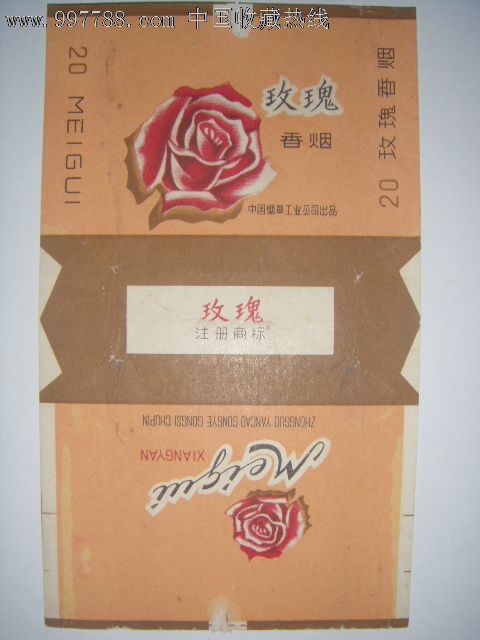 www.997788.com 中国收藏热线
20 MEIGUI
玫瑰
香烟
中国烟草工业公司出品
20 玫瑰香烟
玫瑰
注册商标
ZHONGGUO YANCAO GONGYE GONGSI CHUPIN
XIANGYAN
Meigui